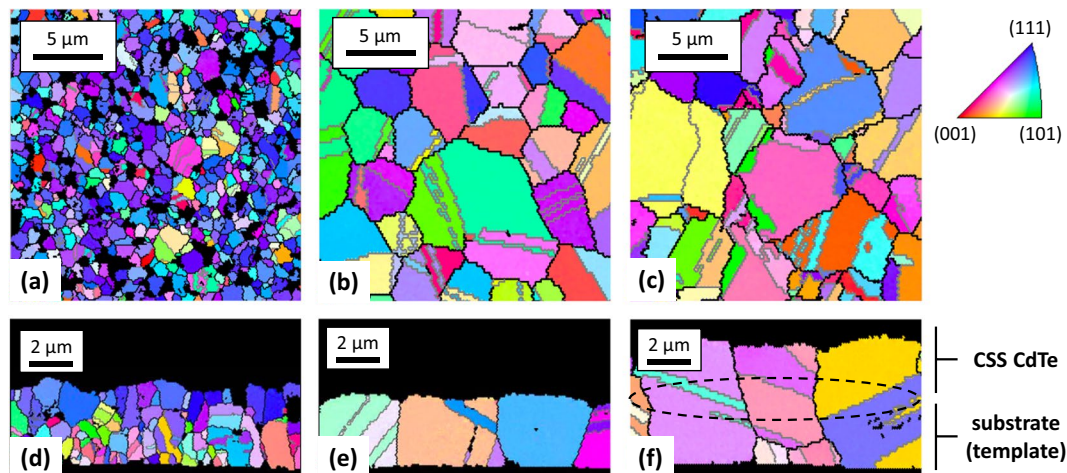 5 µm
5 µm
5 µm
(111)
(001)
(101)
(a)
(b)
(c)
2 µm
2 µm
2 µm
CSS CdTe
substrate
(template)
(d)
(e)
(f)